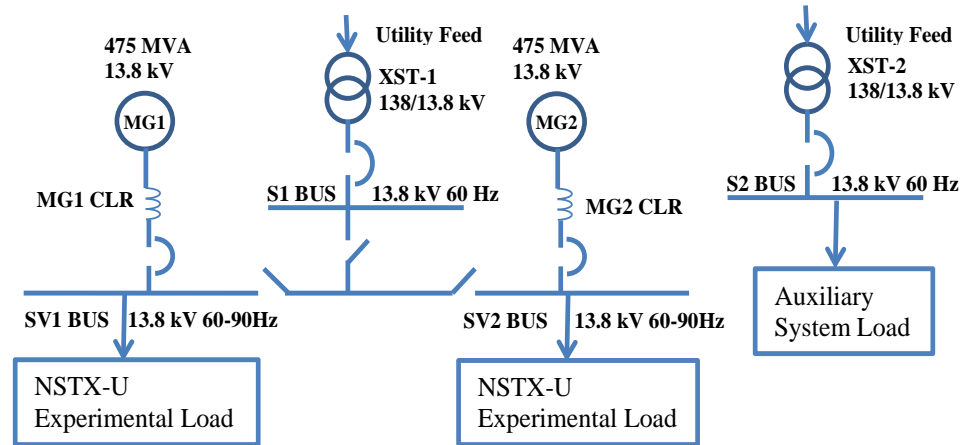 475 MVA
13.8 kV
MG1
MG1 CLR
Utility Feed
XST-1
138/13.8 kV
S1 BUS 13.8 kV 60 Hz
475 MVA
13.8 kV
MG2
MG2 CLR
Utility Feed
XST-2
138/13.8 kV
S2 BUS 13.8 kV 60 Hz
SV1 BUS 13.8 kV 60-90Hz
SV2 BUS 13.8 kV 60-90Hz
NSTX-U
Experimental Load
NSTX-U
Experimental Load
Auxiliary
System Load